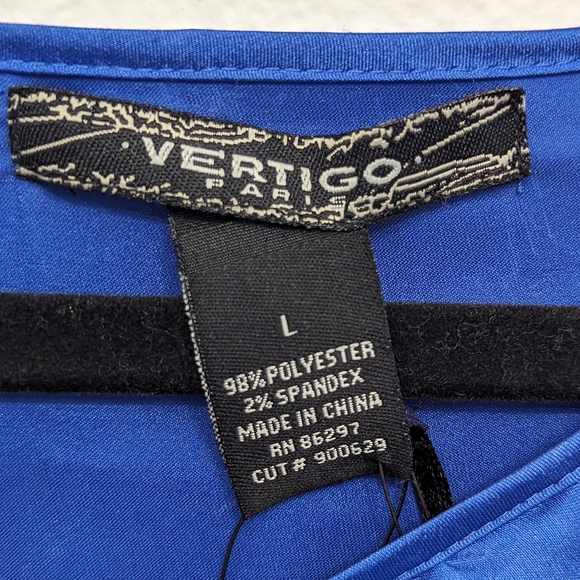 VERTIGO
PARIS
L
98% POLYESTER
2% SPANDEX
MADE IN CHINA
RN 86297
CUT # 900629